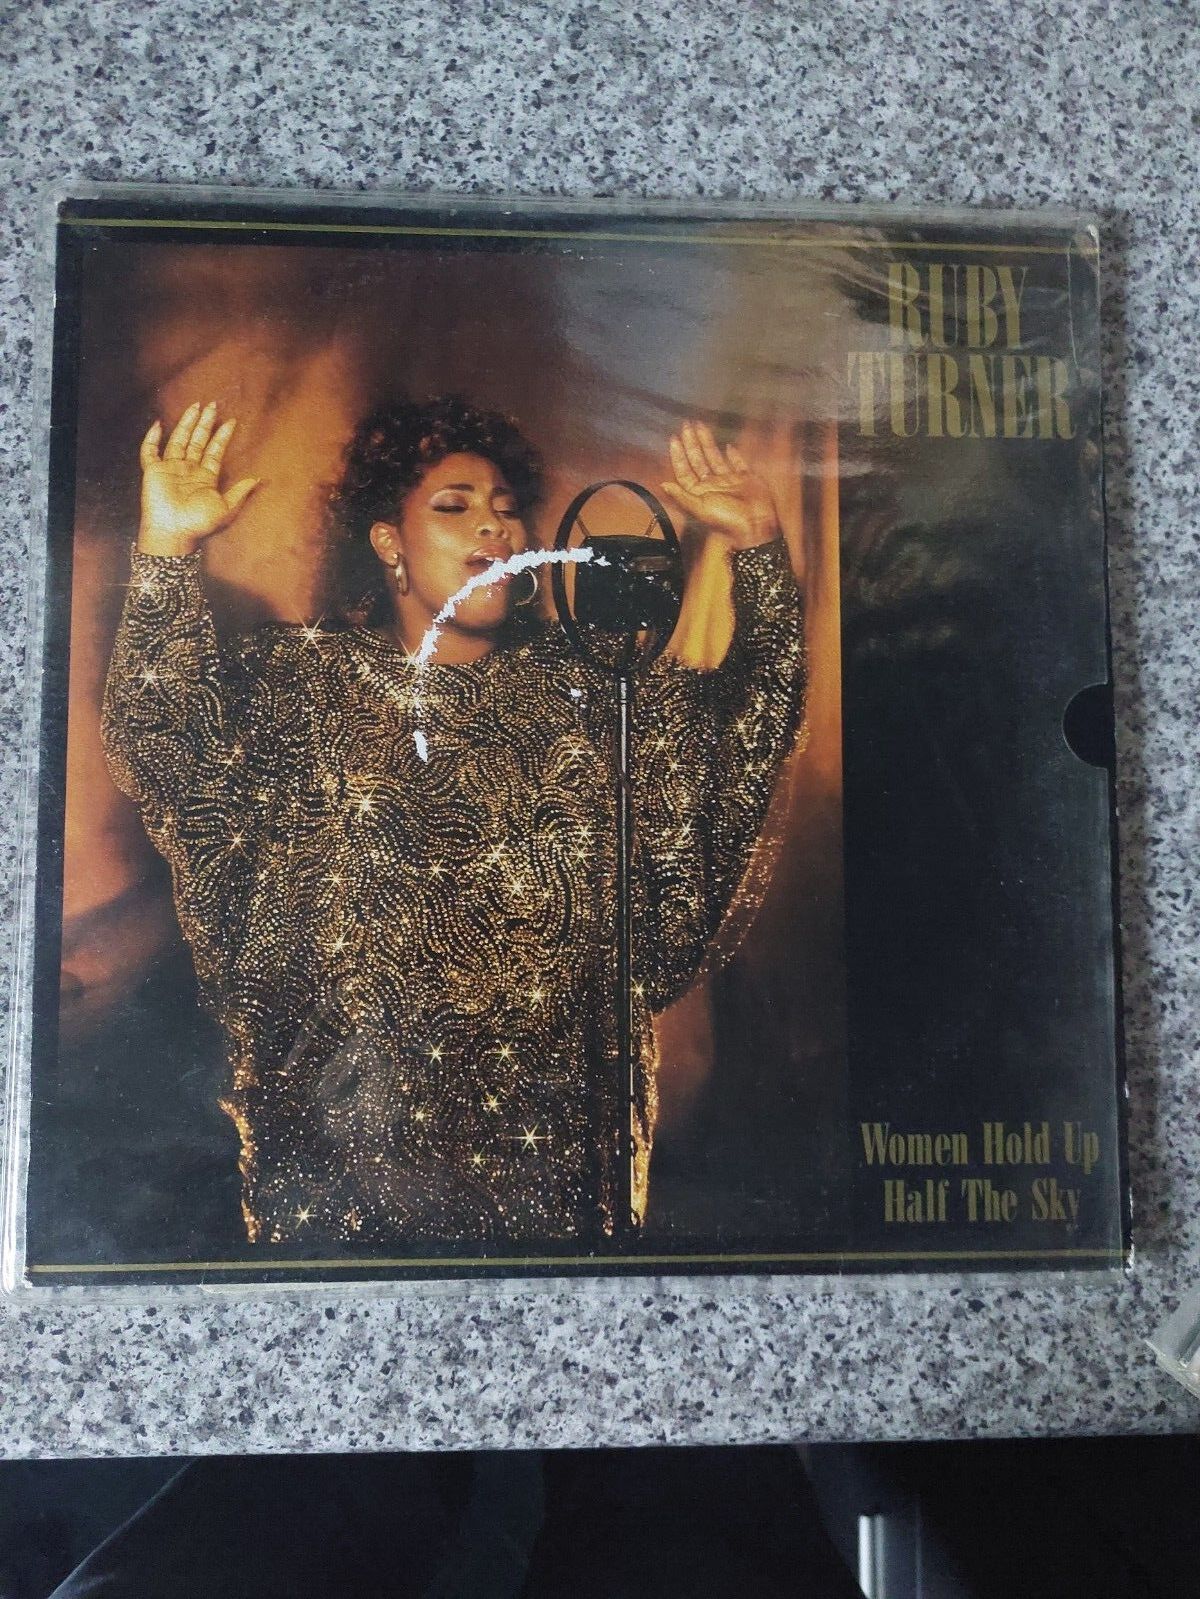 RUBY
TURNER
Women Hold Up
Half The Sky